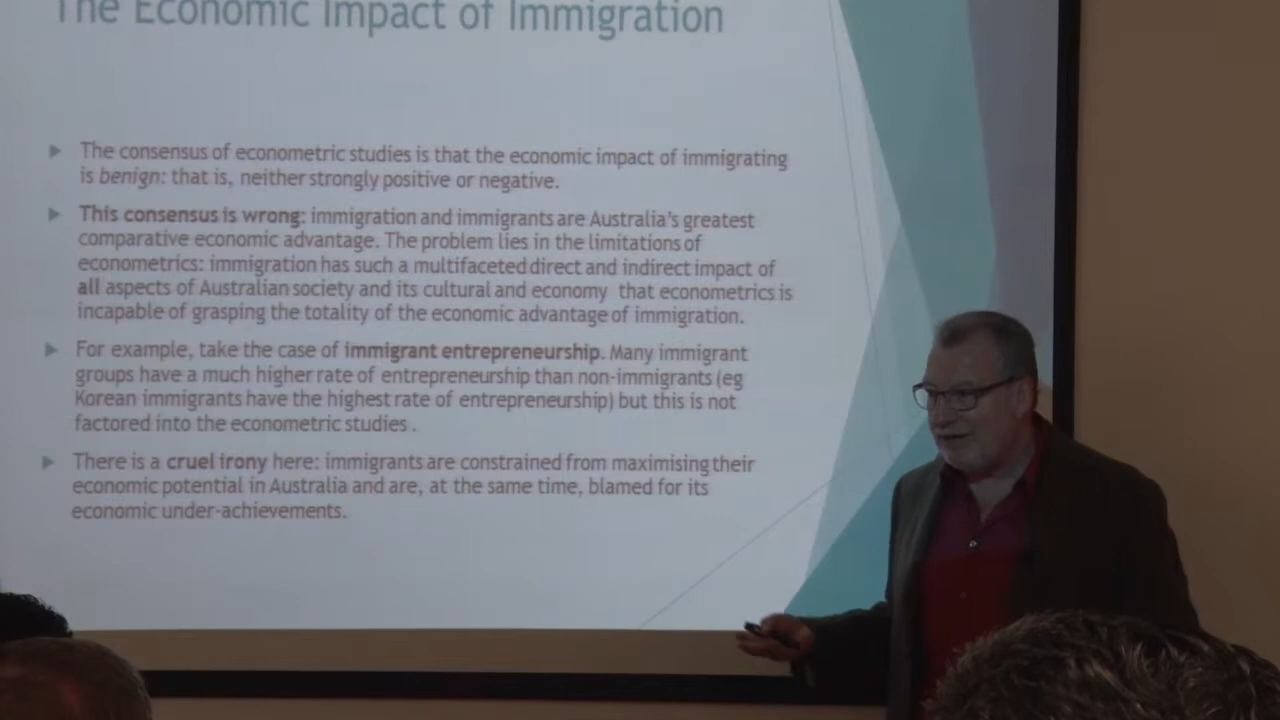 The Economic Impact of Immigration
The consensus of econometric studies is that the economic impact of immigrating
is benign: that is, neither strongly positive or negative.
This consensus is wrong: immigration and immigrants are Australia's greatest
comparative economic advantage. The problem lies in the limitations of
econometrics: immigration has such a multifaceted direct and indirect impact of
all aspects of Australian society and its cultural and economy that econometrics is
incapable of grasping the totality of the economic advantage of immigration.
For example, take the case of immigrant entrepreneurship. Many immigrant
groups have a much higher rate of entrepreneurship than non-immigrants (eg
Korean immigrants have the highest rate of entrepreneurship) but this is not
factored into the econometric studies .
There is a cruel irony here: immigrants are constrained from maximising their
economic potential in Australia and are, at the same time, blamed for its
economic under-achievements.